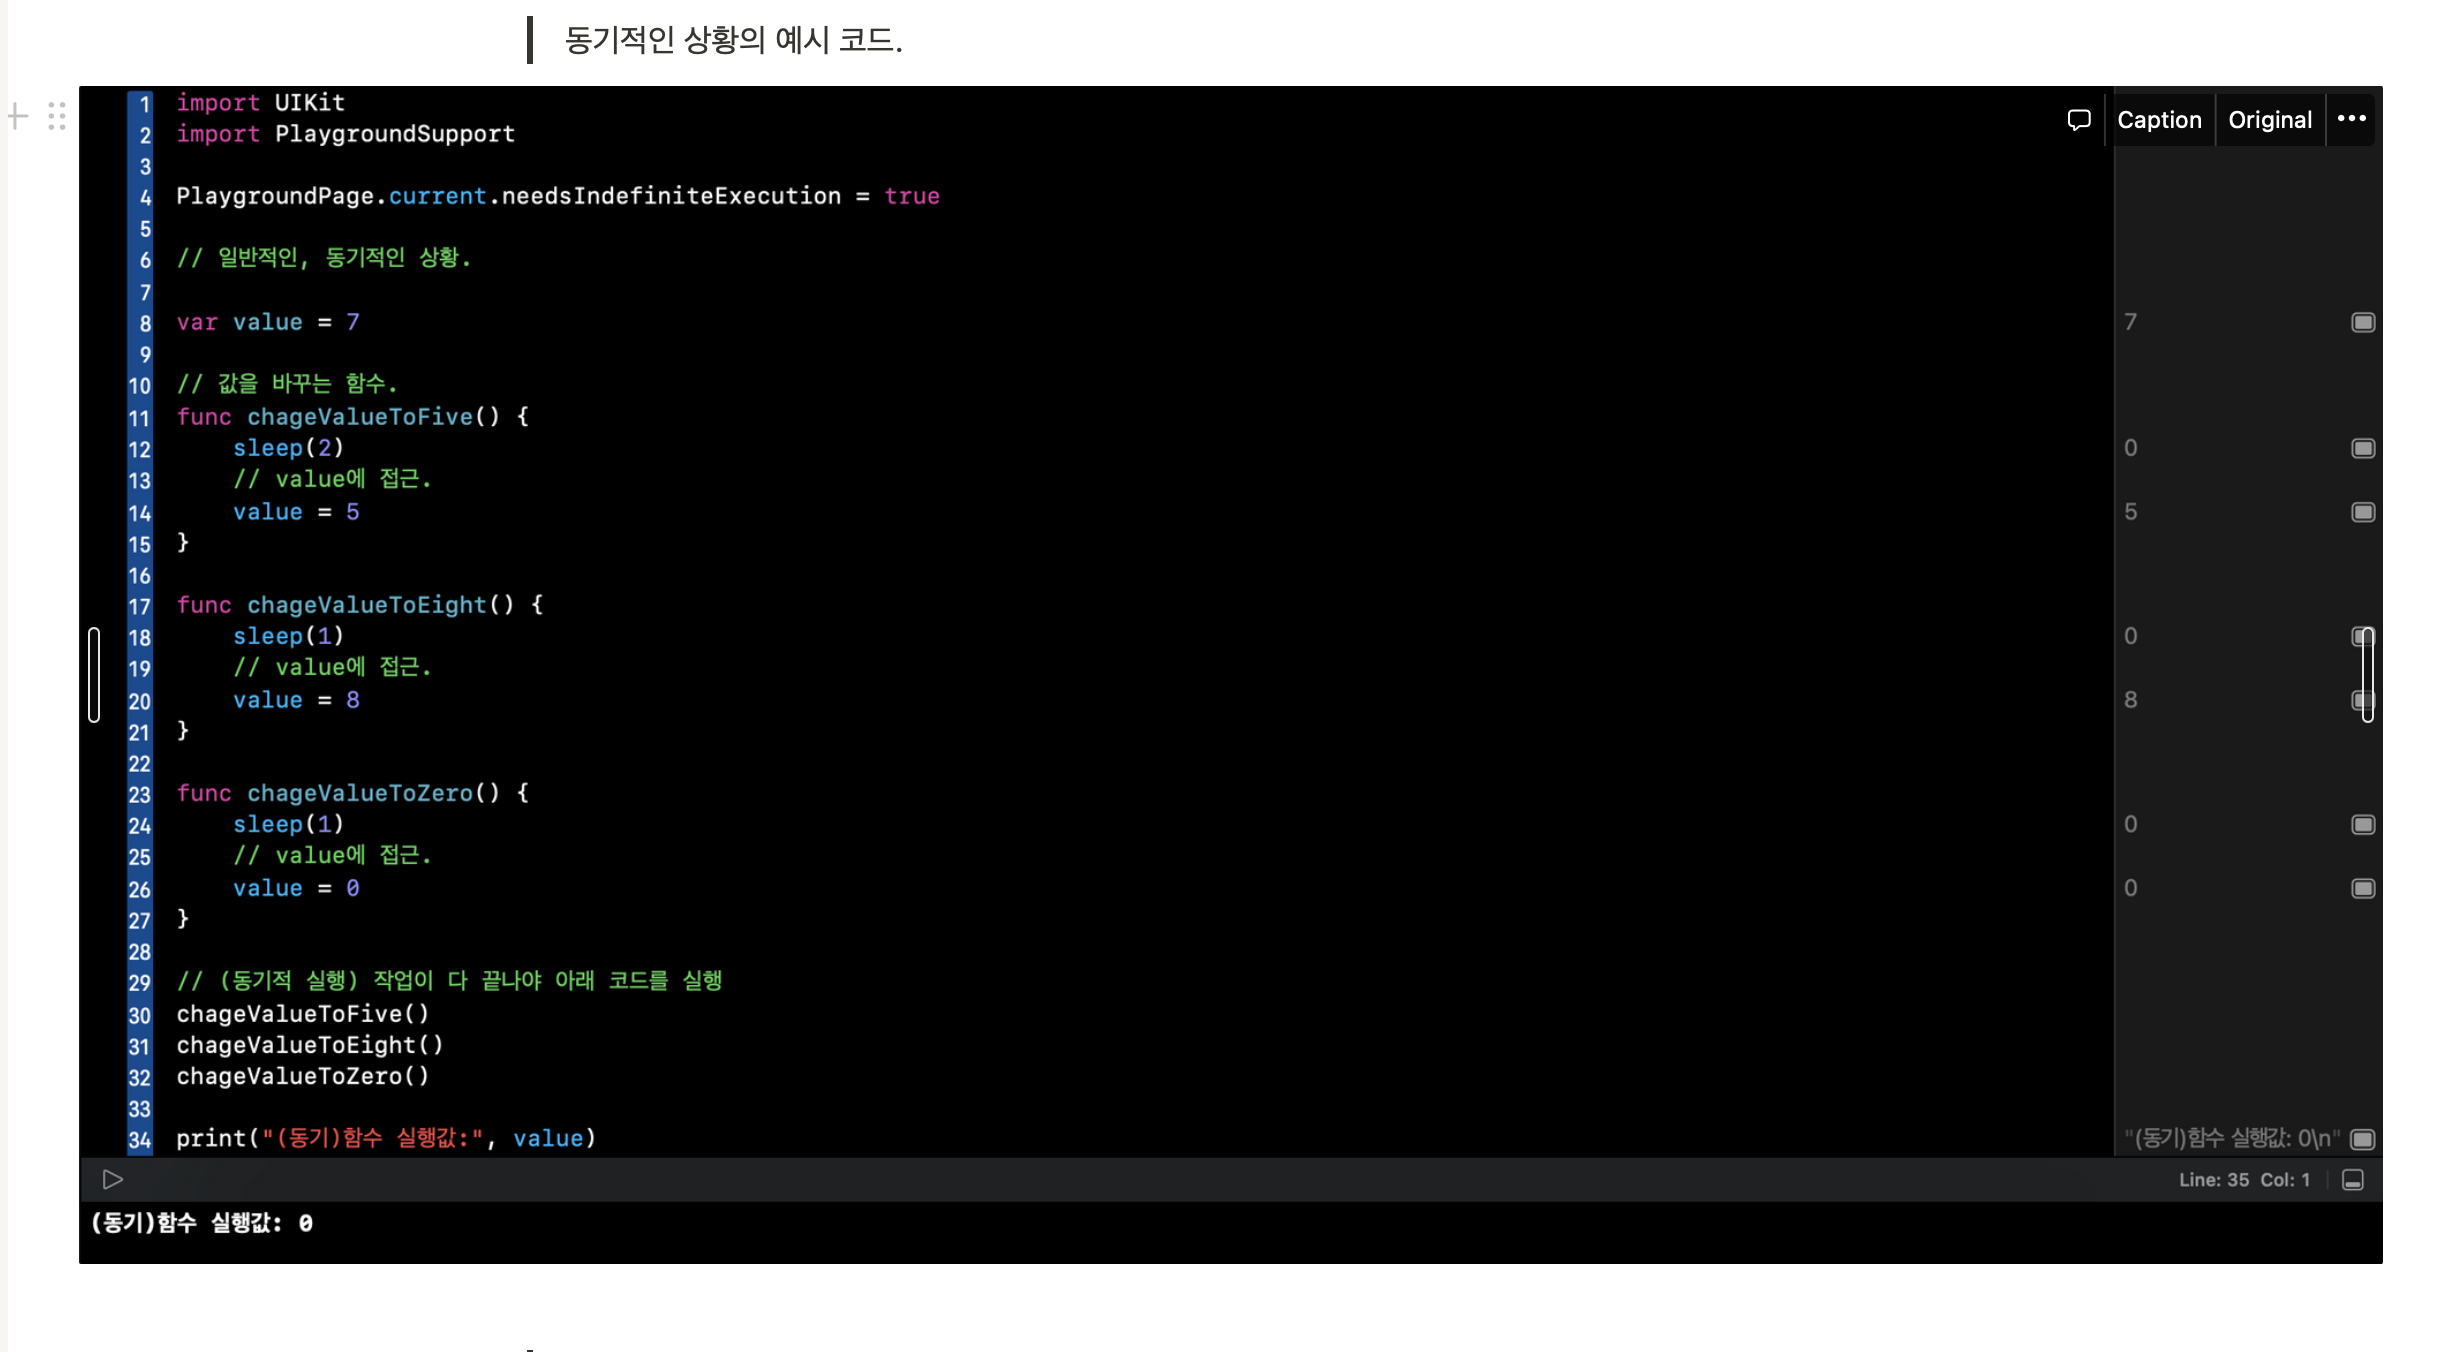 동기적인 상황의 예시 코드.
Caption Original •••
1 import UIKit
2 import PlaygroundSupport
3
4 PlaygroundPage.current.needsIndefiniteExecution = true
5
6 // 일반적인, 동기적인 상황.
7
8 var value = 7 7
9
10 // 값을 바꾸는 함수.
11 func chageValueToFive() {
12 sleep(2) 0
13 // value에 접근.
14 value = 5 5
15 }
16
17 func chageValueToEight() {
18 sleep(1) 0
19 // value에 접근.
20 value = 8 8
21 }
22
23 func chageValueToZero() {
24 sleep(1) 0
25 // value에 접근.
26 value = 0 0
27 }
28
29 // (동기적 실행) 작업이 다 끝나야 아래 코드를 실행
30 chageValueToFive()
31 chageValueToEight()
32 chageValueToZero()
33
34 print("(동기)함수 실행값:", value) "(동기)함수 실행값: 0\n"
Line: 35 Col: 1
(동기)함수 실행값: 0